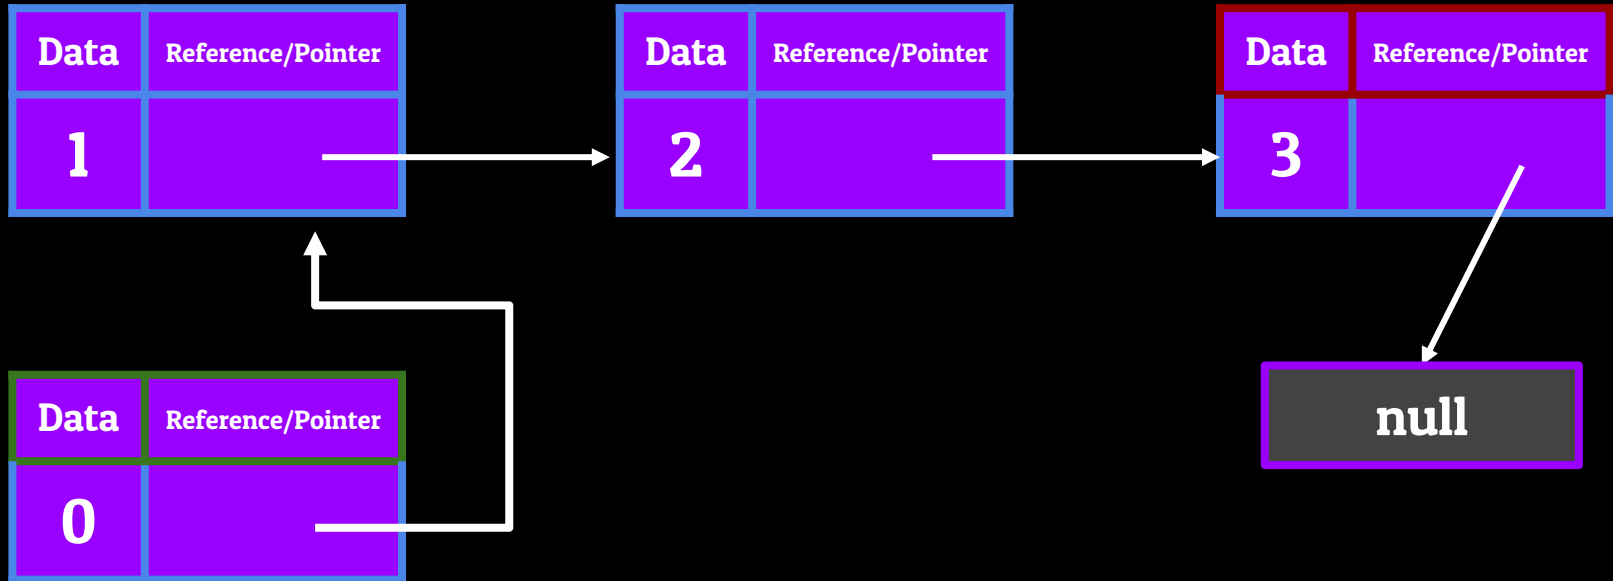 Data Reference/Pointer
1
Data Reference/Pointer
2
Data Reference/Pointer
3
Data Reference/Pointer
0
null